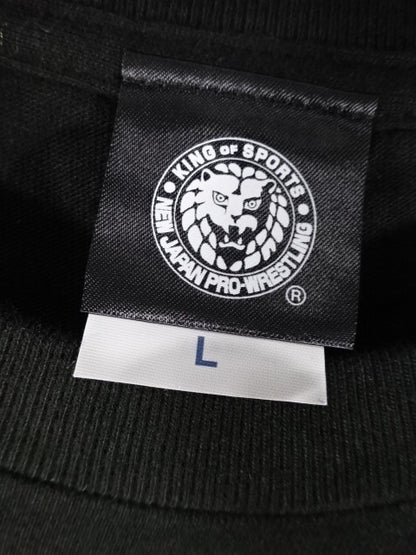 KING OF SPORTS
NEW JAPAN PRO-WRESTLING
®
L